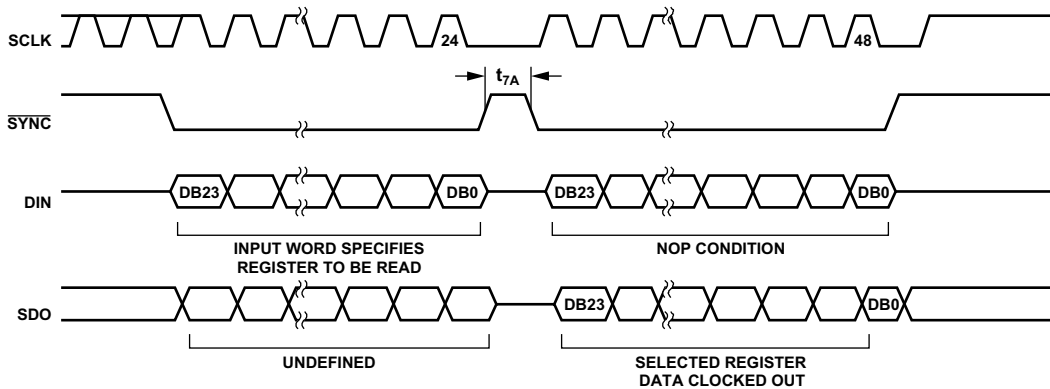 SCLK
24
48
t7A
SYNC
DIN
DB23
DB0
DB23
DB0
INPUT WORD SPECIFIES
REGISTER TO BE READ
NOP CONDITION
SDO
DB23
DB0
UNDEFINED
SELECTED REGISTER
DATA CLOCKED OUT